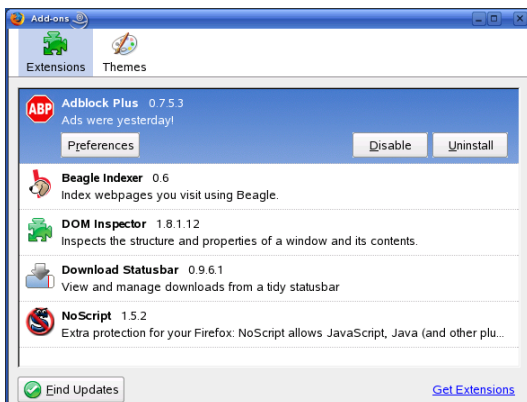 Add-ons
Extensions Themes
ABP Adblock Plus 0.7.5.3
Ads were yesterday!
Preferences Disable Uninstall
Beagle Indexer 0.6
Index webpages you visit using Beagle.
DOM Inspector 1.8.1.12
Inspects the structure and properties of a window and its contents.
Download Statusbar 0.9.6.1
View and manage downloads from a tidy statusbar
NoScript 1.5.2
Extra protection for your Firefox: NoScript allows JavaScript, Java (and other plu...
Find Updates Get Extensions